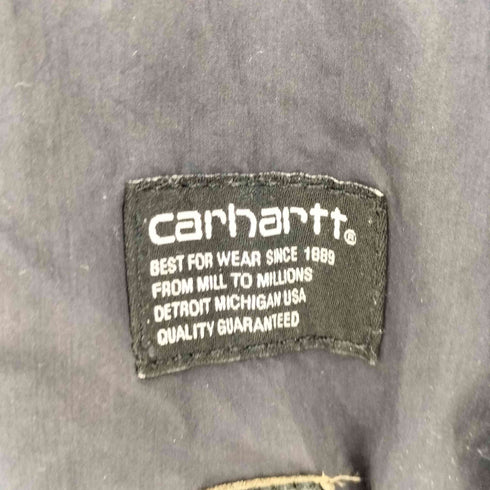 carhartt®
BEST FOR WEAR SINCE 1889
FROM MILL TO MILLIONS
DETROIT MICHIGAN USA
QUALITY GUARANTEED